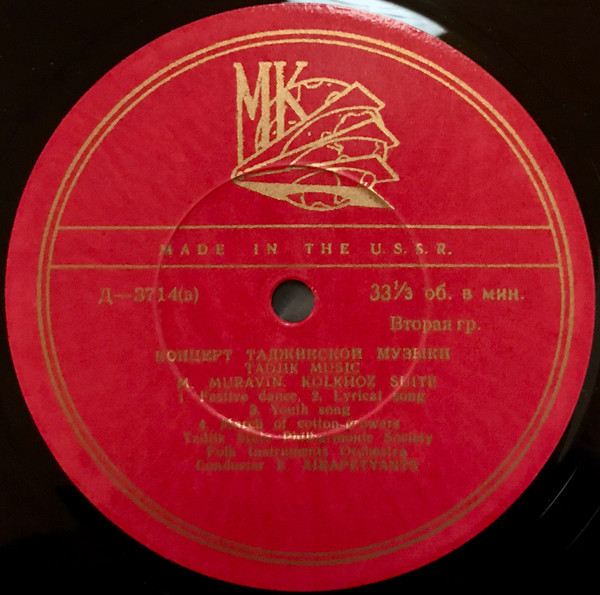 МК
MADE IN THE U.S.S.R.
Д—3714(в)
33⅓ об. в мин.
Вторая гр.
КОНЦЕРТ ТАДЖИКСКОЙ МУЗЫКИ
TADJIK MUSIC
M. MURAVIN. KOLKHOZ SUITE
1. Festive dance, 2. Lyrical song
3. Youth song
4. March of cotton-growers
Tadjik State Philharmonic Society
Folk Instruments Orchestra
Conductor E. AIRAPETYANTS